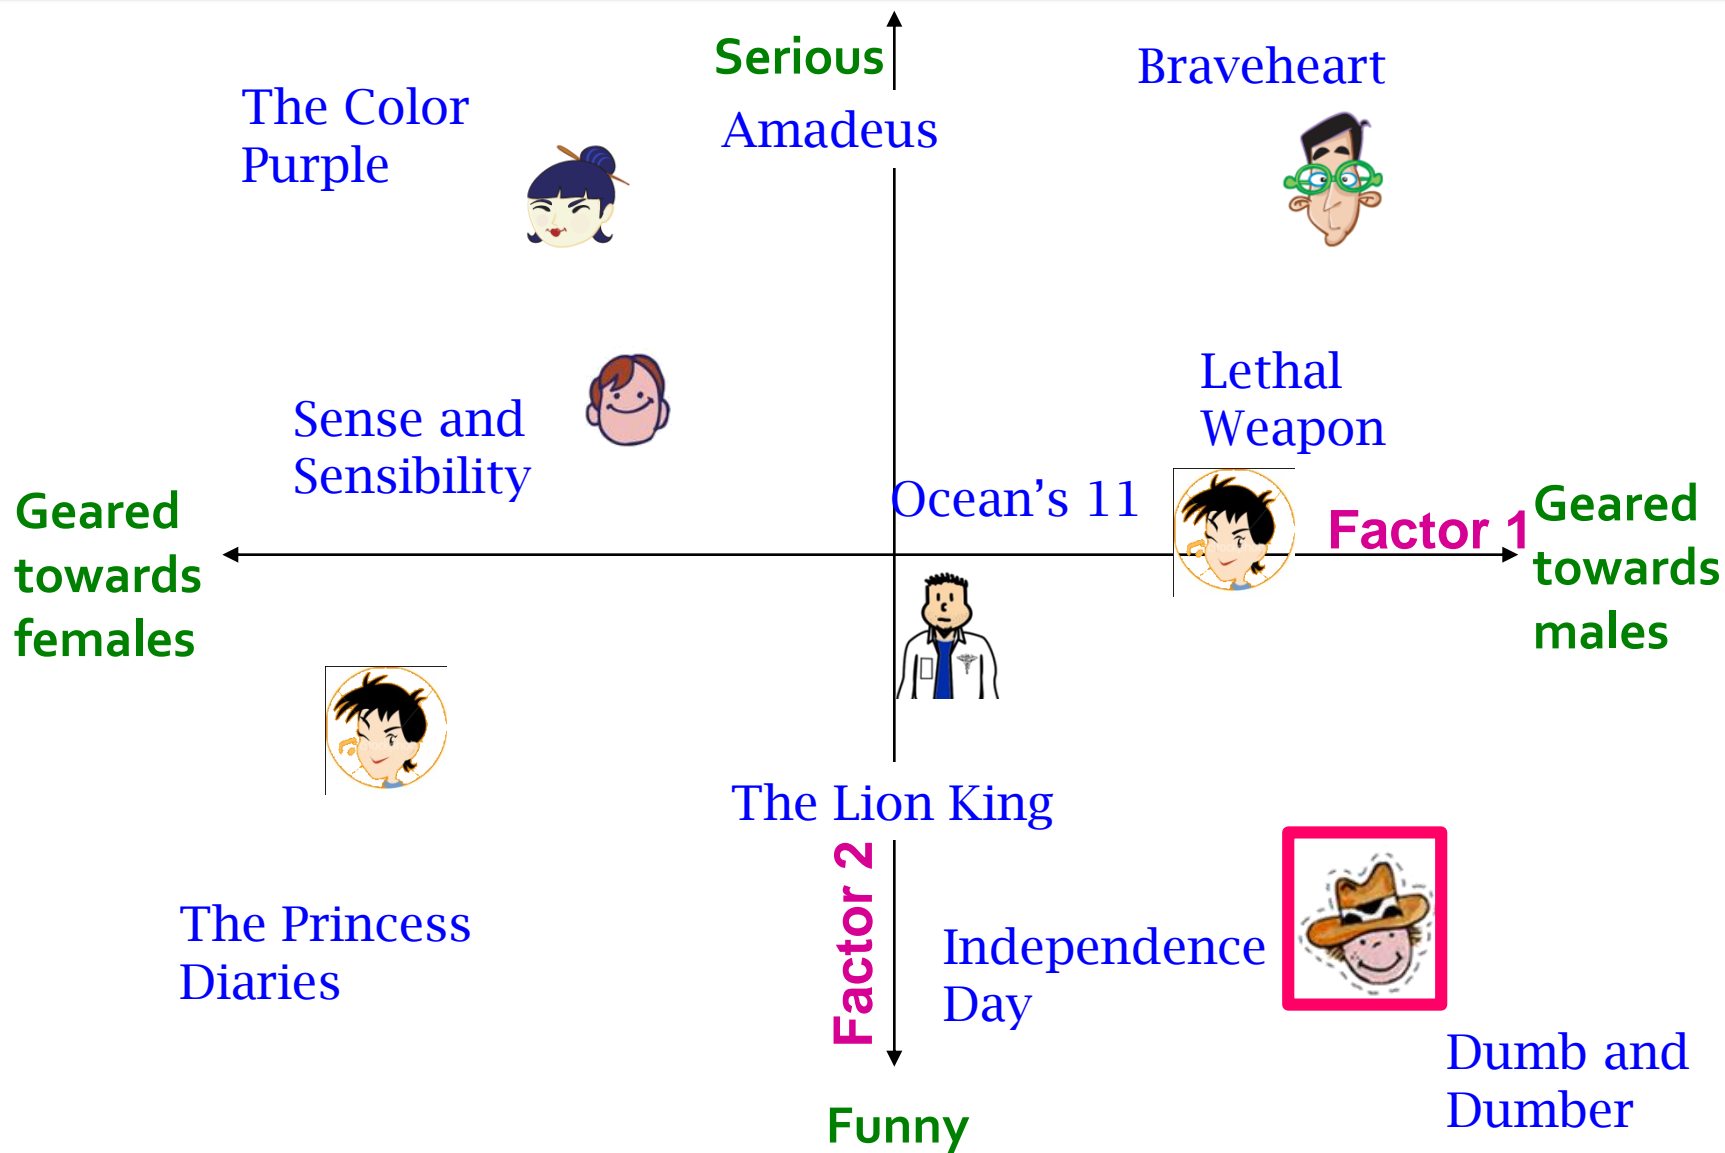 Serious
Braveheart
The Color
Purple
Amadeus
Lethal
Weapon
Sense and
Sensibility
Ocean’s 11
Geared
towards
females
Factor 1
Geared
towards
males
The Lion King
Factor 2
The Princess
Diaries
Independence
Day
Dumb and
Dumber
Funny